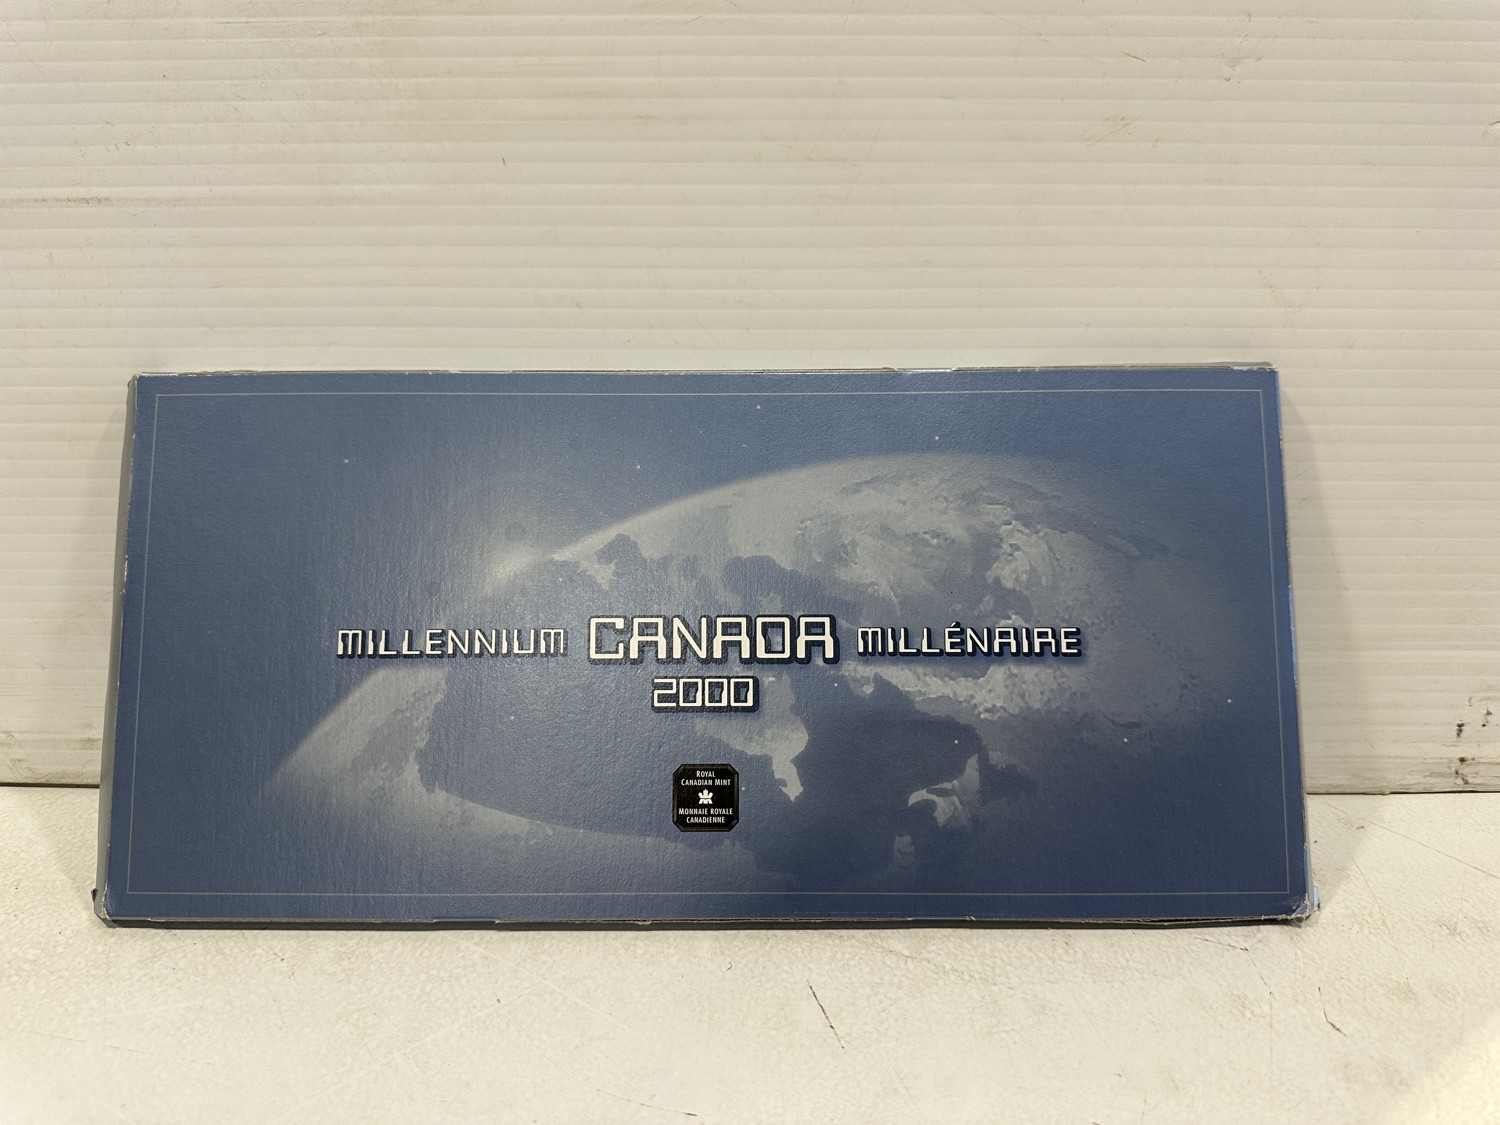 MILLENNIUM CANADA MILLÉNAIRE
2000
ROYAL
CANADIAN MINT
MONNAIE ROYALE
CANADIENNE